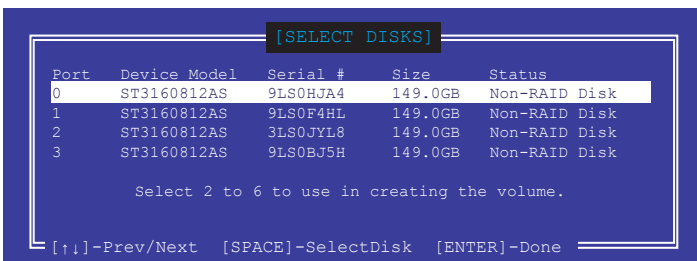 [SELECT DISKS]
Port Device Model Serial # Size Status
0 ST3160812AS 9LS0HJA4 149.0GB Non-RAID Disk
1 ST3160812AS 9LS0F4HL 149.0GB Non-RAID Disk
2 ST3160812AS 3LS0JYL8 149.0GB Non-RAID Disk
3 ST3160812AS 9LS0BJ5H 149.0GB Non-RAID Disk
Select 2 to 6 to use in creating the volume.
[↑↓]-Prev/Next [SPACE]-SelectDisk [ENTER]-Done